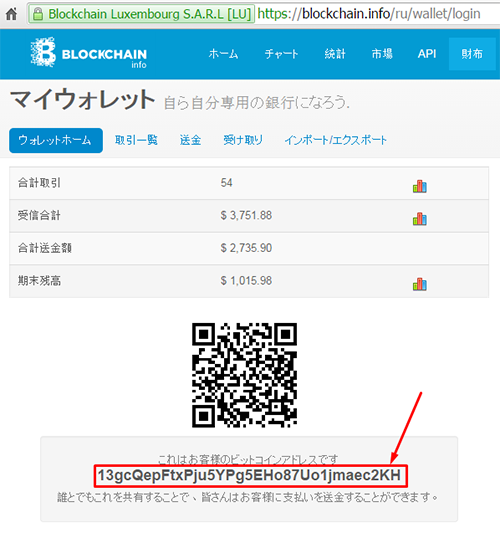 Blockchain Luxembourg S.A.R.L [LU] https://blockchain.info/ru/wallet/login
BLOCKCHAIN
info
ホーム チャート 統計 市場 API 財布
マイウォレット 自ら自分専用の銀行になろう.
ウォレットホーム 取引一覧 送金 受け取り インポート/エクスポート
合計取引 54
受信合計 $ 3,751.88
合計送金額 $ 2,735.90
期末残高 $ 1,015.98
これはお客様のビットコインアドレスです
13gcQepFtxPju5YPg5EHo87Uo1jmaec2KH
誰とでもこれを共有することで、皆さんはお客様に支払いを送金することができます。